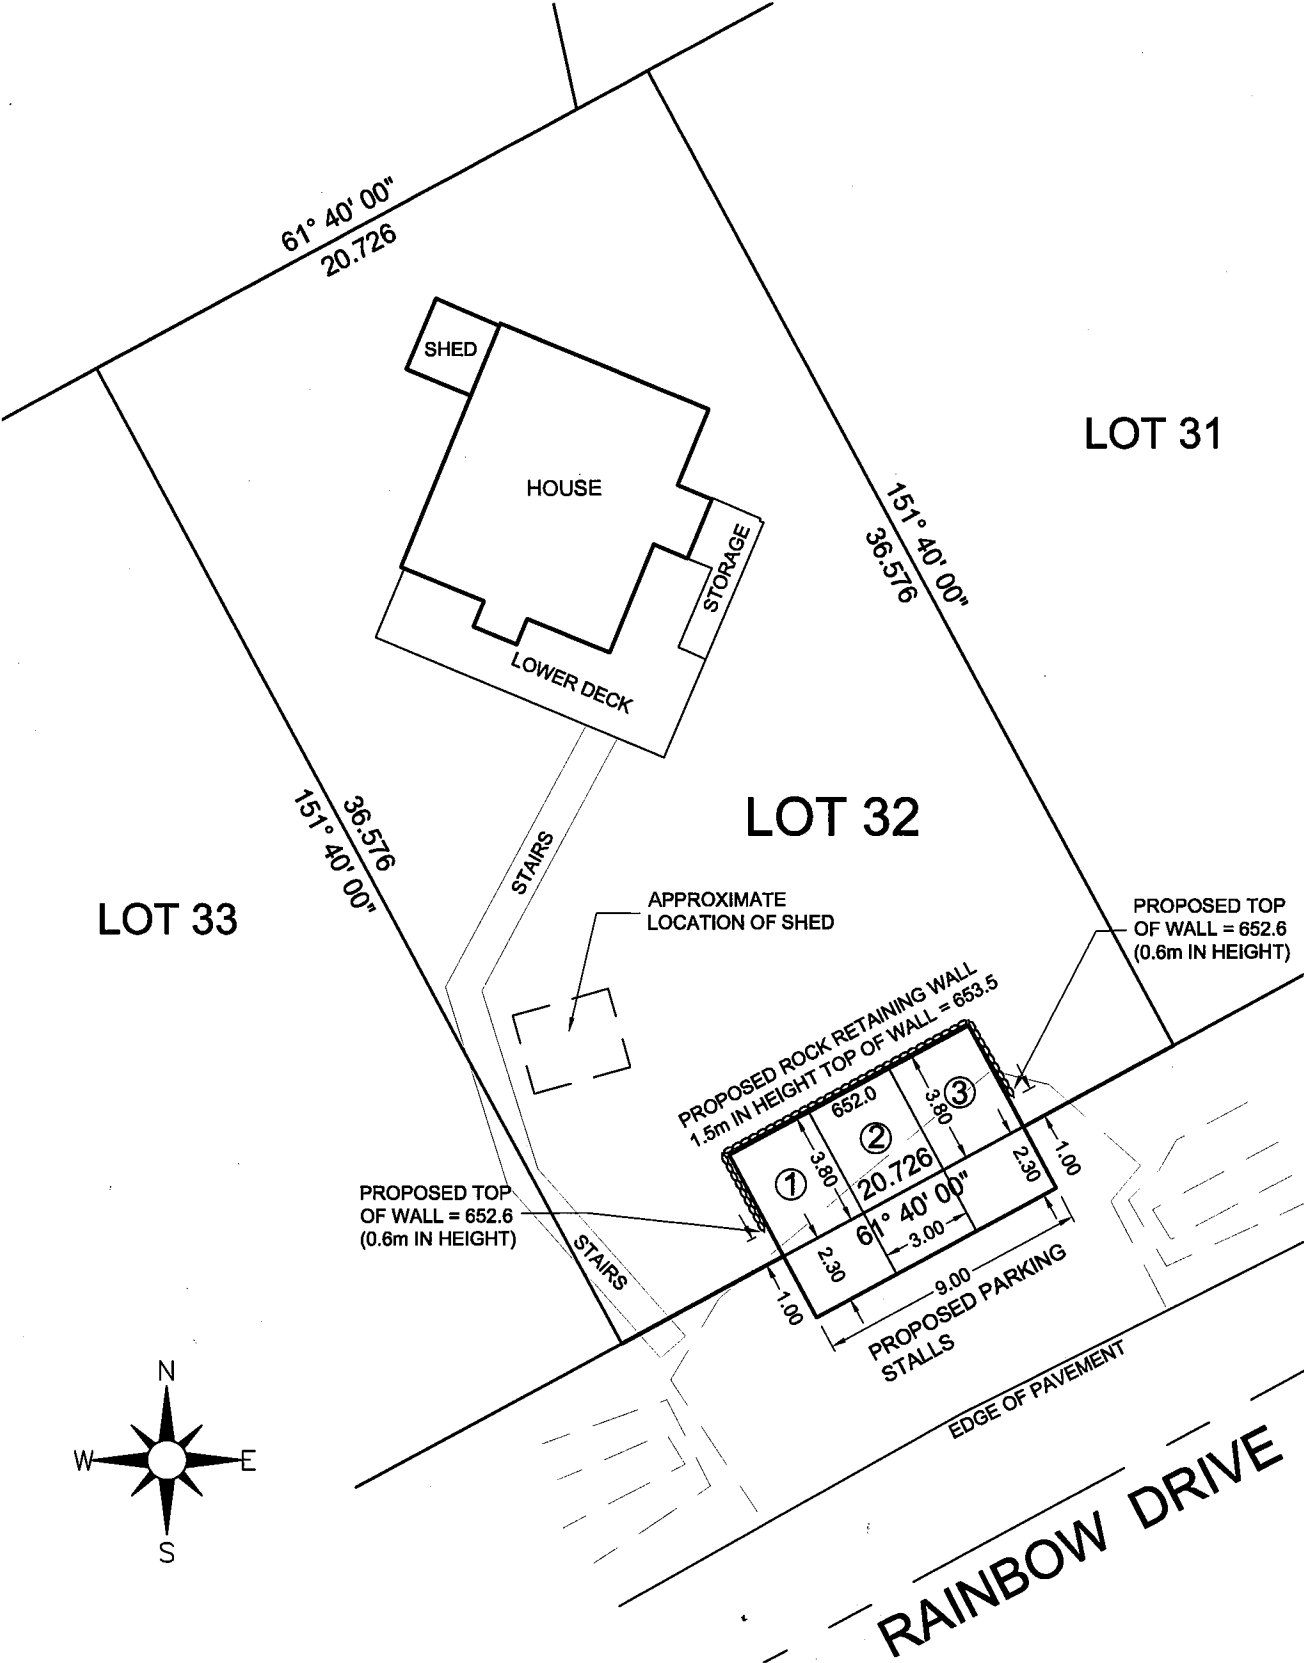 61° 40' 00"
20.726
SHED
HOUSE
LOT 31
151° 40' 00"
36.576
STORAGE
LOWER DECK
36.576
151° 40' 00"
LOT 32
STAIRS
LOT 33
APPROXIMATE
LOCATION OF SHED
PROPOSED TOP
OF WALL = 652.6
(0.6m IN HEIGHT)
PROPOSED ROCK RETAINING WALL
1.5m IN HEIGHT TOP OF WALL = 653.5
652.0
3.80
3
2
3.80
1
20.726
61° 40' 00"
2.30
1.00
3.00
PROPOSED TOP
OF WALL = 652.6
(0.6m IN HEIGHT)
STAIRS
2.30
1.00
9.00
PROPOSED PARKING
STALLS
EDGE OF PAVEMENT
RAINBOW DRIVE
N
W
E
S